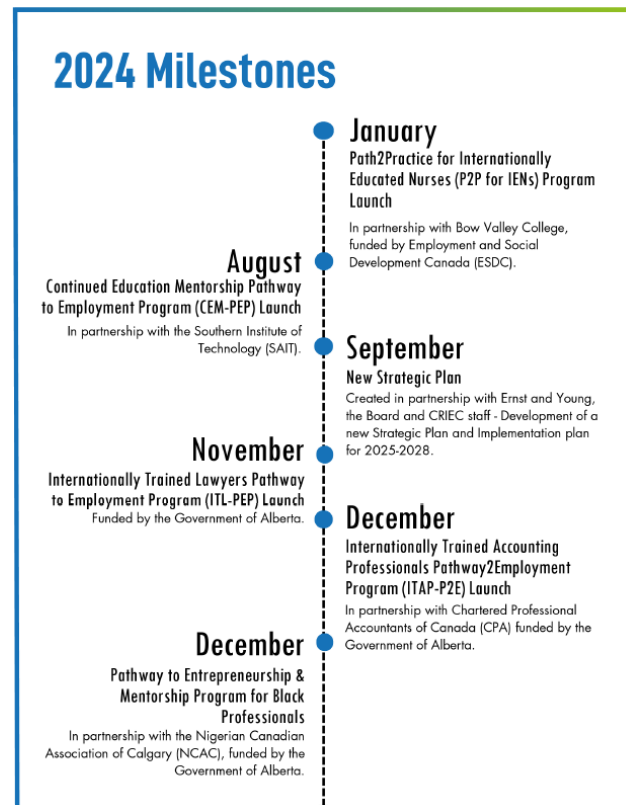 2024 Milestones
January
Path2Practice for Internationally
Educated Nurses (P2P for IENs) Program
Launch
In partnership with Bow Valley College,
funded by Employment and Social
Development Canada (ESDC).
August
Continued Education Mentorship Pathway
to Employment Program (CEM-PEP) Launch
In partnership with the Southern Institute of
Technology (SAIT).
September
New Strategic Plan
Created in partnership with Ernst and Young,
the Board and CRIEC staff - Development of a
new Strategic Plan and Implementation plan
for 2025-2028.
November
Internationally Trained Lawyers Pathway
to Employment Program (ITL-PEP) Launch
Funded by the Government of Alberta.
December
Internationally Trained Accounting
Professionals Pathway2Employment
Program (ITAP-P2E) Launch
In partnership with Chartered Professional
Accountants of Canada (CPA) funded by the
Government of Alberta.
December
Pathway to Entrepreneurship &
Mentorship Program for Black
Professionals
In partnership with the Nigerian Canadian
Association of Calgary (NCAC), funded by the
Government of Alberta.